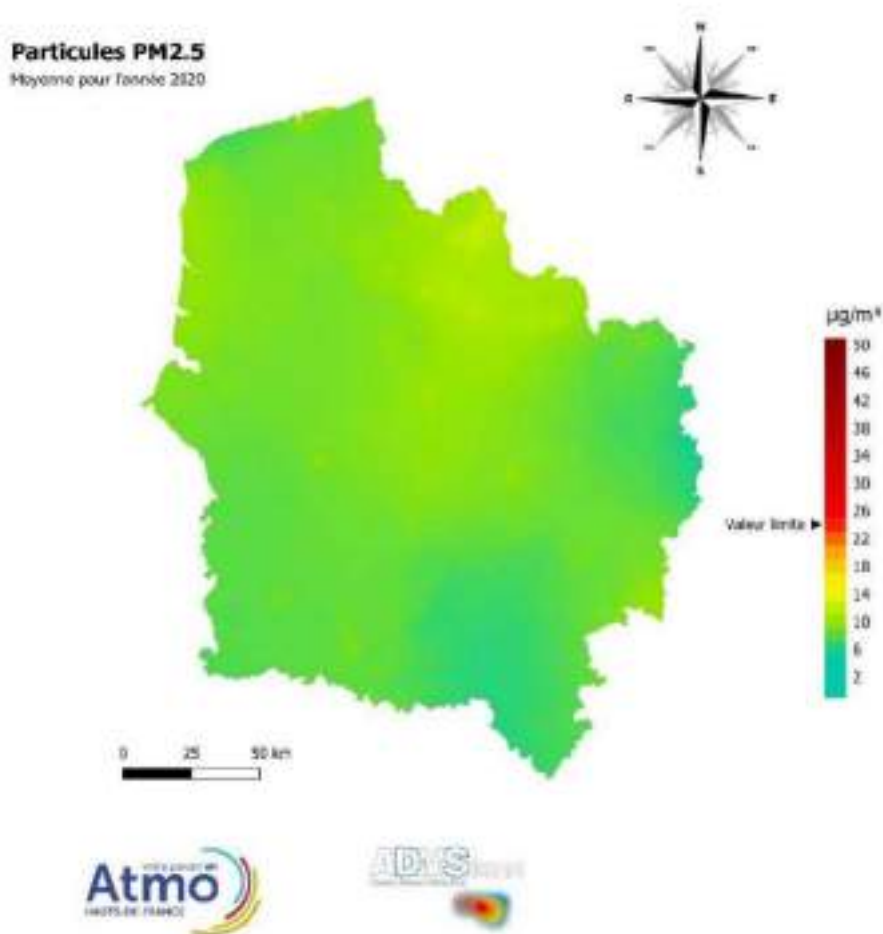 Particules PM2.5
Moyenne pour l'année 2020
N
E
S
µg/m³
50
46
42
38
34
30
26
Valeur limite
22
18
14
10
6
2
0 25 50 km
Atmo
HAUTS-DE-FRANCE